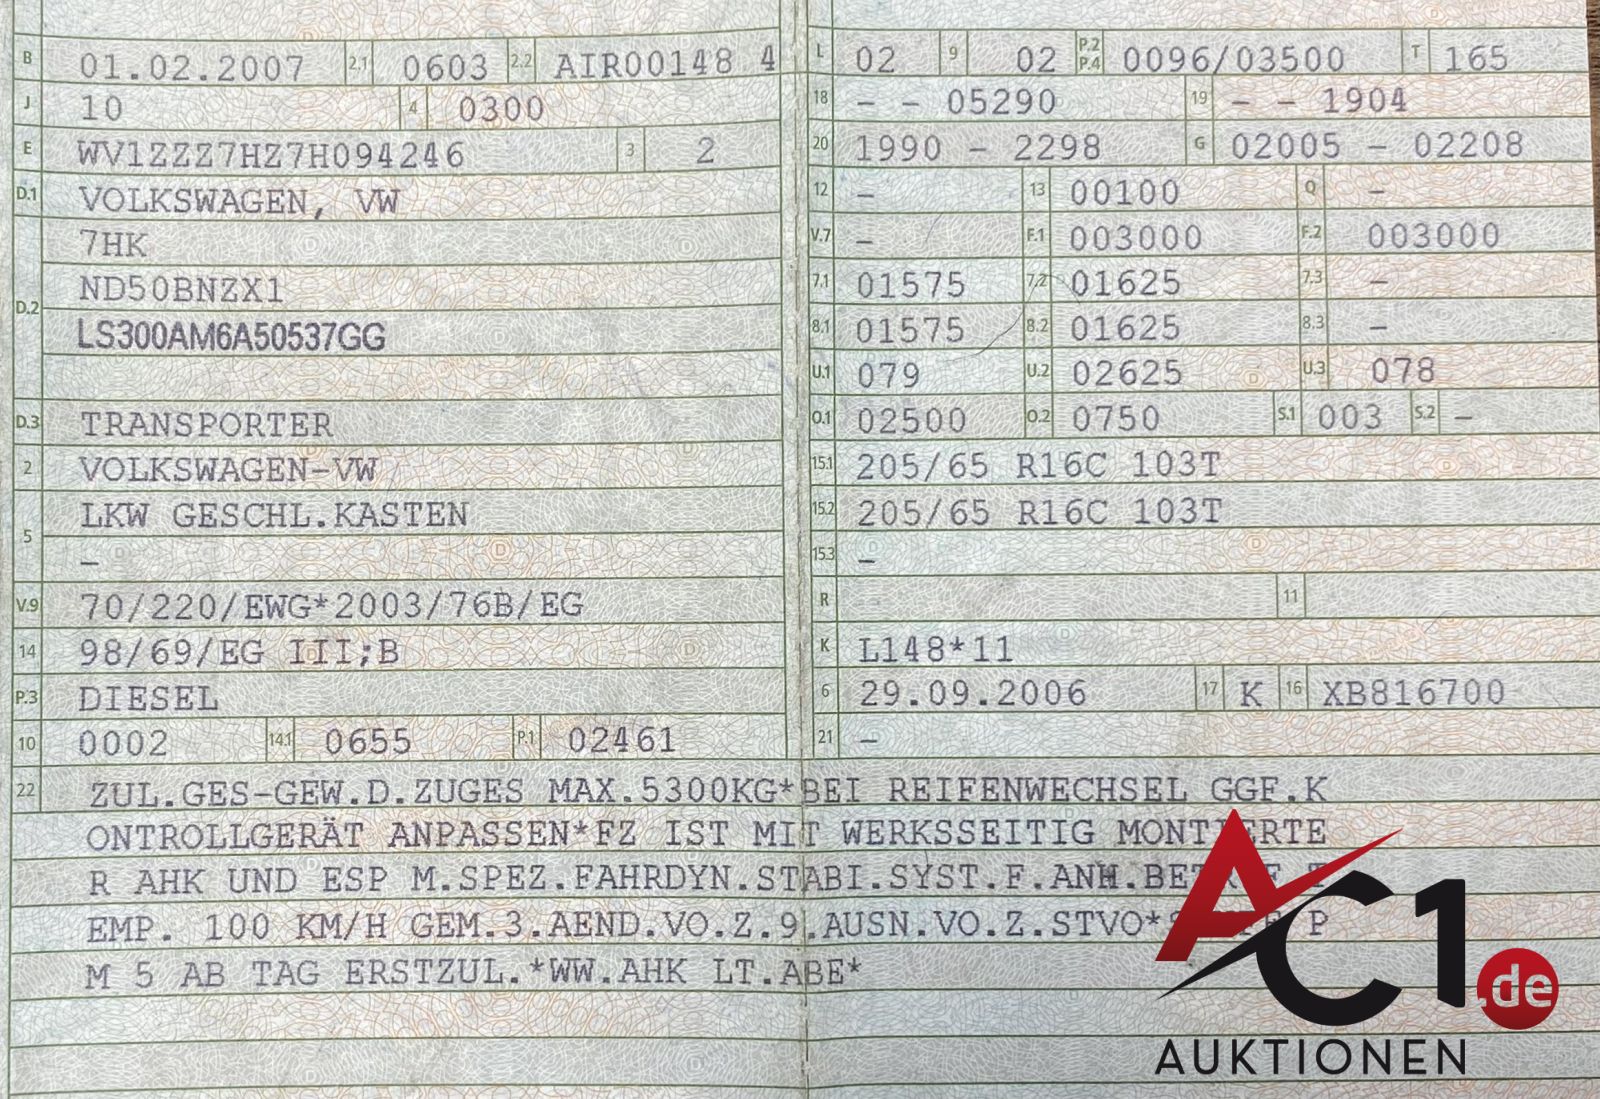 B 01.02.2007 2.1 0603 2.2 AIR00148 4
J 10 4 0300
E WV1ZZZ7HZ7H094246 3 2
D.1 VOLKSWAGEN, VW
7HK
D.2 ND50BNZX1
LS300AM6A50537GG
D.3 TRANSPORTER
2 VOLKSWAGEN-VW
LKW GESCHL.KASTEN
5 –
V.9 70/220/EWG*2003/76B/EG
14 98/69/EG III;B
P.3 DIESEL
10 0002 14.1 0655 P.1 02461
L 02 9 02 P.2 P.4 0096/03500 T 165
18 – – 05290 19 – – 1904
20 1990 – 2298 G 02005 – 02208
12 – 13 00100 Q –
V.7 – F.1 003000 F.2 003000
7.1 01575 7.2 01625 7.3 –
8.1 01575 8.2 01625 8.3 –
U.1 079 U.2 02625 U.3 078
O.1 02500 O.2 0750 S.1 003 S.2 –
15.1 205/65 R16C 103T
15.2 205/65 R16C 103T
15.3 –
R 11
K L148*11
6 29.09.2006 17 K 16 XB816700
21 –
22 ZUL.GES-GEW.D.ZUGES MAX.5300KG*BEI REIFENWECHSEL GGF.K
ONTROLLGERÄT ANPASSEN*FZ IST MIT WERKSSEITIG MONTIERTE
R AHK UND ESP M.SPEZ.FAHRDYN.STABI.SYST.F.ANH.BETR F T
EMP. 100 KM/H GEM.3.AEND.VO.Z.9.AUSN.VO.Z.STVO* P
M 5 AB TAG ERSTZUL.*WW.AHK LT.ABE*
AC1.de
AUKTIONEN